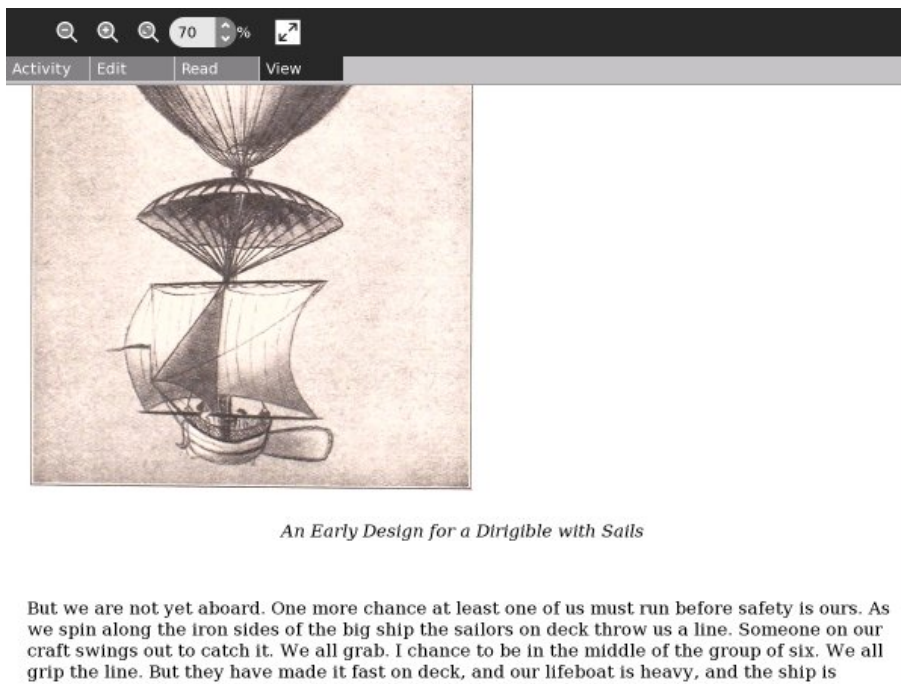 70 %
Activity Edit Read View
An Early Design for a Dirigible with Sails
But we are not yet aboard. One more chance at least one of us must run before safety is ours. As
we spin along the iron sides of the big ship the sailors on deck throw us a line. Someone on our
craft swings out to catch it. We all grab. I chance to be in the middle of the group of six. We all
grip the line. But they have made it fast on deck, and our lifeboat is heavy, and the ship is